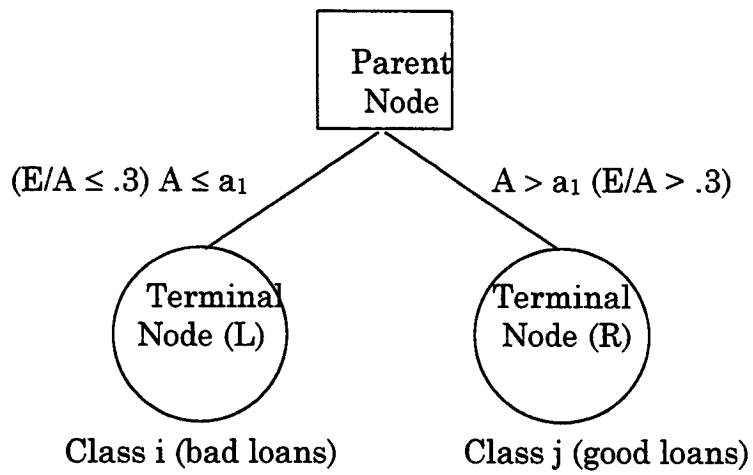 Parent
Node
(E/A ≤ .3) A ≤ a₁
A > a₁ (E/A > .3)
Terminal
Node (L)
Terminal
Node (R)
Class i (bad loans)
Class j (good loans)